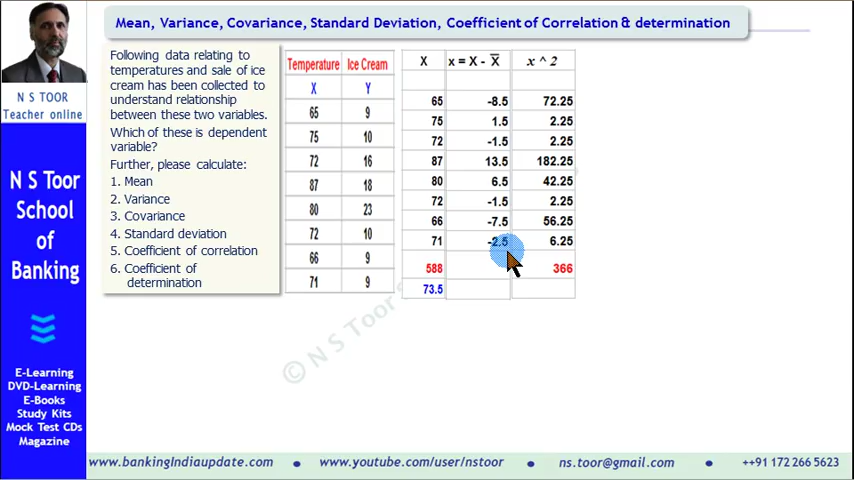 Mean, Variance, Covariance, Standard Deviation, Coefficient of Correlation & determination
N S TOOR
Teacher online
N S Toor
School
of
Banking
E-Learning
DVD-Learning
E-Books
Study Kits
Mock Test CDs
Magazine
Following data relating to
temperatures and sale of ice
cream has been collected to
understand relationship
between these two variables.
Which of these is dependent
variable?
Further, please calculate:
1. Mean
2. Variance
3. Covariance
4. Standard deviation
5. Coefficient of correlation
6. Coefficient of
determination
Temperature Ice Cream
X Y
65 9
75 10
72 16
87 18
80 23
72 10
66 9
71 9
X x = X - X̅ x ^ 2
65 -8.5 72.25
75 1.5 2.25
72 -1.5 2.25
87 13.5 182.25
80 6.5 42.25
72 -1.5 2.25
66 -7.5 56.25
71 -2.5 6.25
588 366
73.5
© N S Toor
www.bankingIndiaupdate.com ● www.youtube.com/user/nstoor ● ns.toor@gmail.com ● ++91 172 266 5623